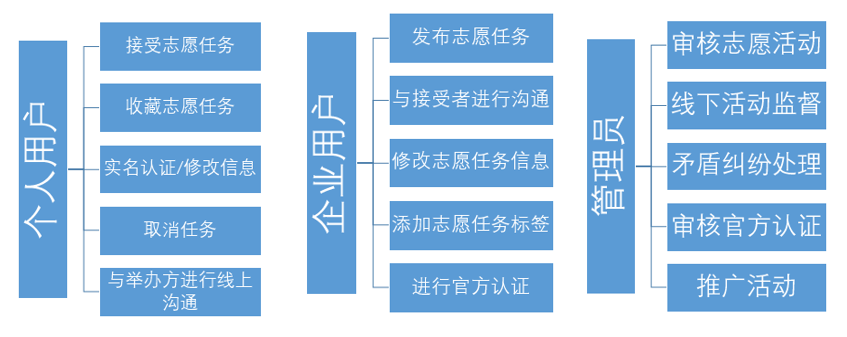 个人用户
接受志愿任务
收藏志愿任务
实名认证/修改信息
取消任务
与举办方进行线上
沟通
企业用户
发布志愿任务
与接受者进行沟通
修改志愿任务信息
添加志愿任务标签
进行官方认证
管理员
审核志愿活动
线下活动监督
矛盾纠纷处理
审核官方认证
推广活动